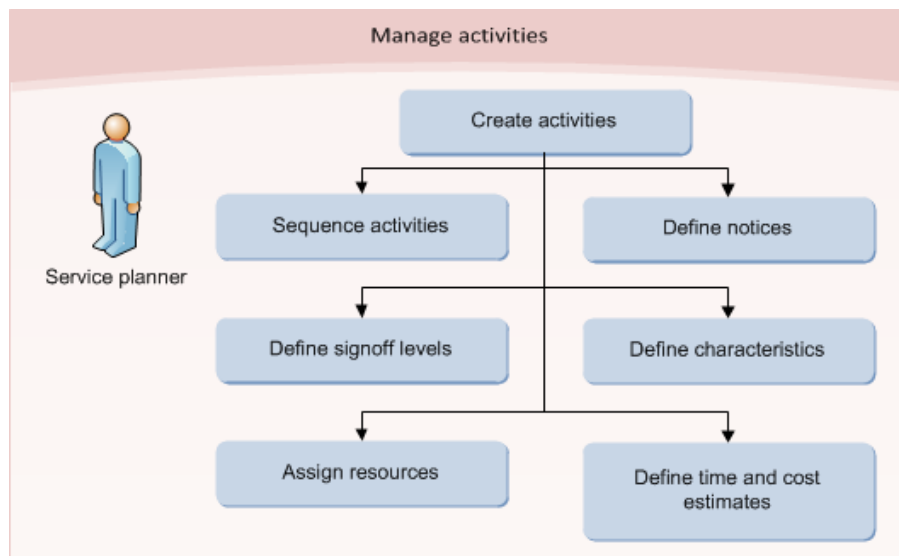 Manage activities
Create activities
Sequence activities
Define notices
Service planner
Define signoff levels
Define characteristics
Assign resources
Define time and cost
estimates